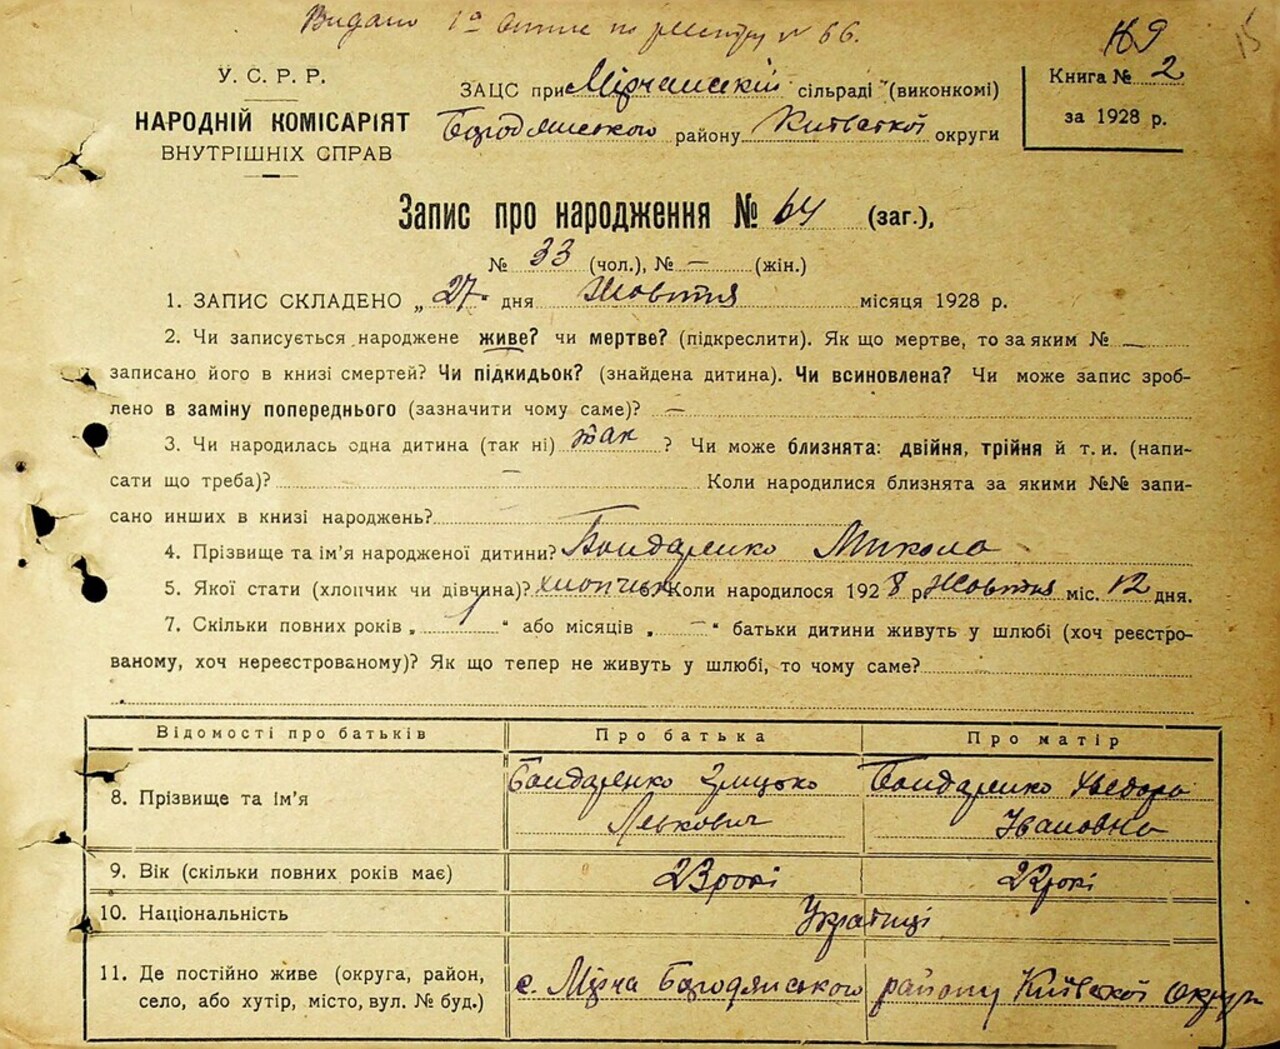 Видано 1а витяг по реєстру № 66.
119
15
У. С. Р. Р.
НАРОДНІЙ КОМІСАРІЯТ
ВНУТРІШНІХ СПРАВ
ЗАЦС при Мірчанській сільраді (виконкомі)
Бородянського району Київської округи
Книга № 2
за 1928 р.
Запис про народження № 64 (заг.),
№ 33 (чол.), № — (жін.)
1. ЗАПИС СКЛАДЕНО „27" дня Жовтня місяця 1928 р.
2. Чи записується народжене живе? чи мертве? (підкреслити). Як що мертве, то за яким № —
записано його в книзі смертей? Чи підкидьок? (знайдена дитина). Чи всиновлена? Чи може запис зроб-
лено в заміну попереднього (зазначити чому саме)? —
3. Чи народилась одна дитина (так ні) так ? Чи може близнята: двійня, трійня й т. и. (напи-
сати що треба)? — Коли народилися близнята за якими №№ запи-
сано инших в книзі народжень?
4. Прізвище та ім'я народженої дитини? Бондаренко Микола
5. Якої стати (хлопчик чи дівчина)? хлопчик Коли народилося 1928 р. Жовтня міс. 12 дня.
7. Скільки повних років „ 1 " або місяців „ — " батьки дитини живуть у шлюбі (хоч реєстро-
ваному, хоч нереєстрованому)? Як що тепер не живуть у шлюбі, то чому саме?
Відомості про батьків Про батька Про матір
8. Прізвище та ім'я Бондаренко Грицько Левкович Бондаренко Хведора Івановна
9. Вік (скільки повних років має) 23 рокі 22 рокі
10. Національність Українці
11. Де постійно живе (округа, район, село, або хутір, місто, вул. № буд.) с. Мірча Бородянського району Київської округи